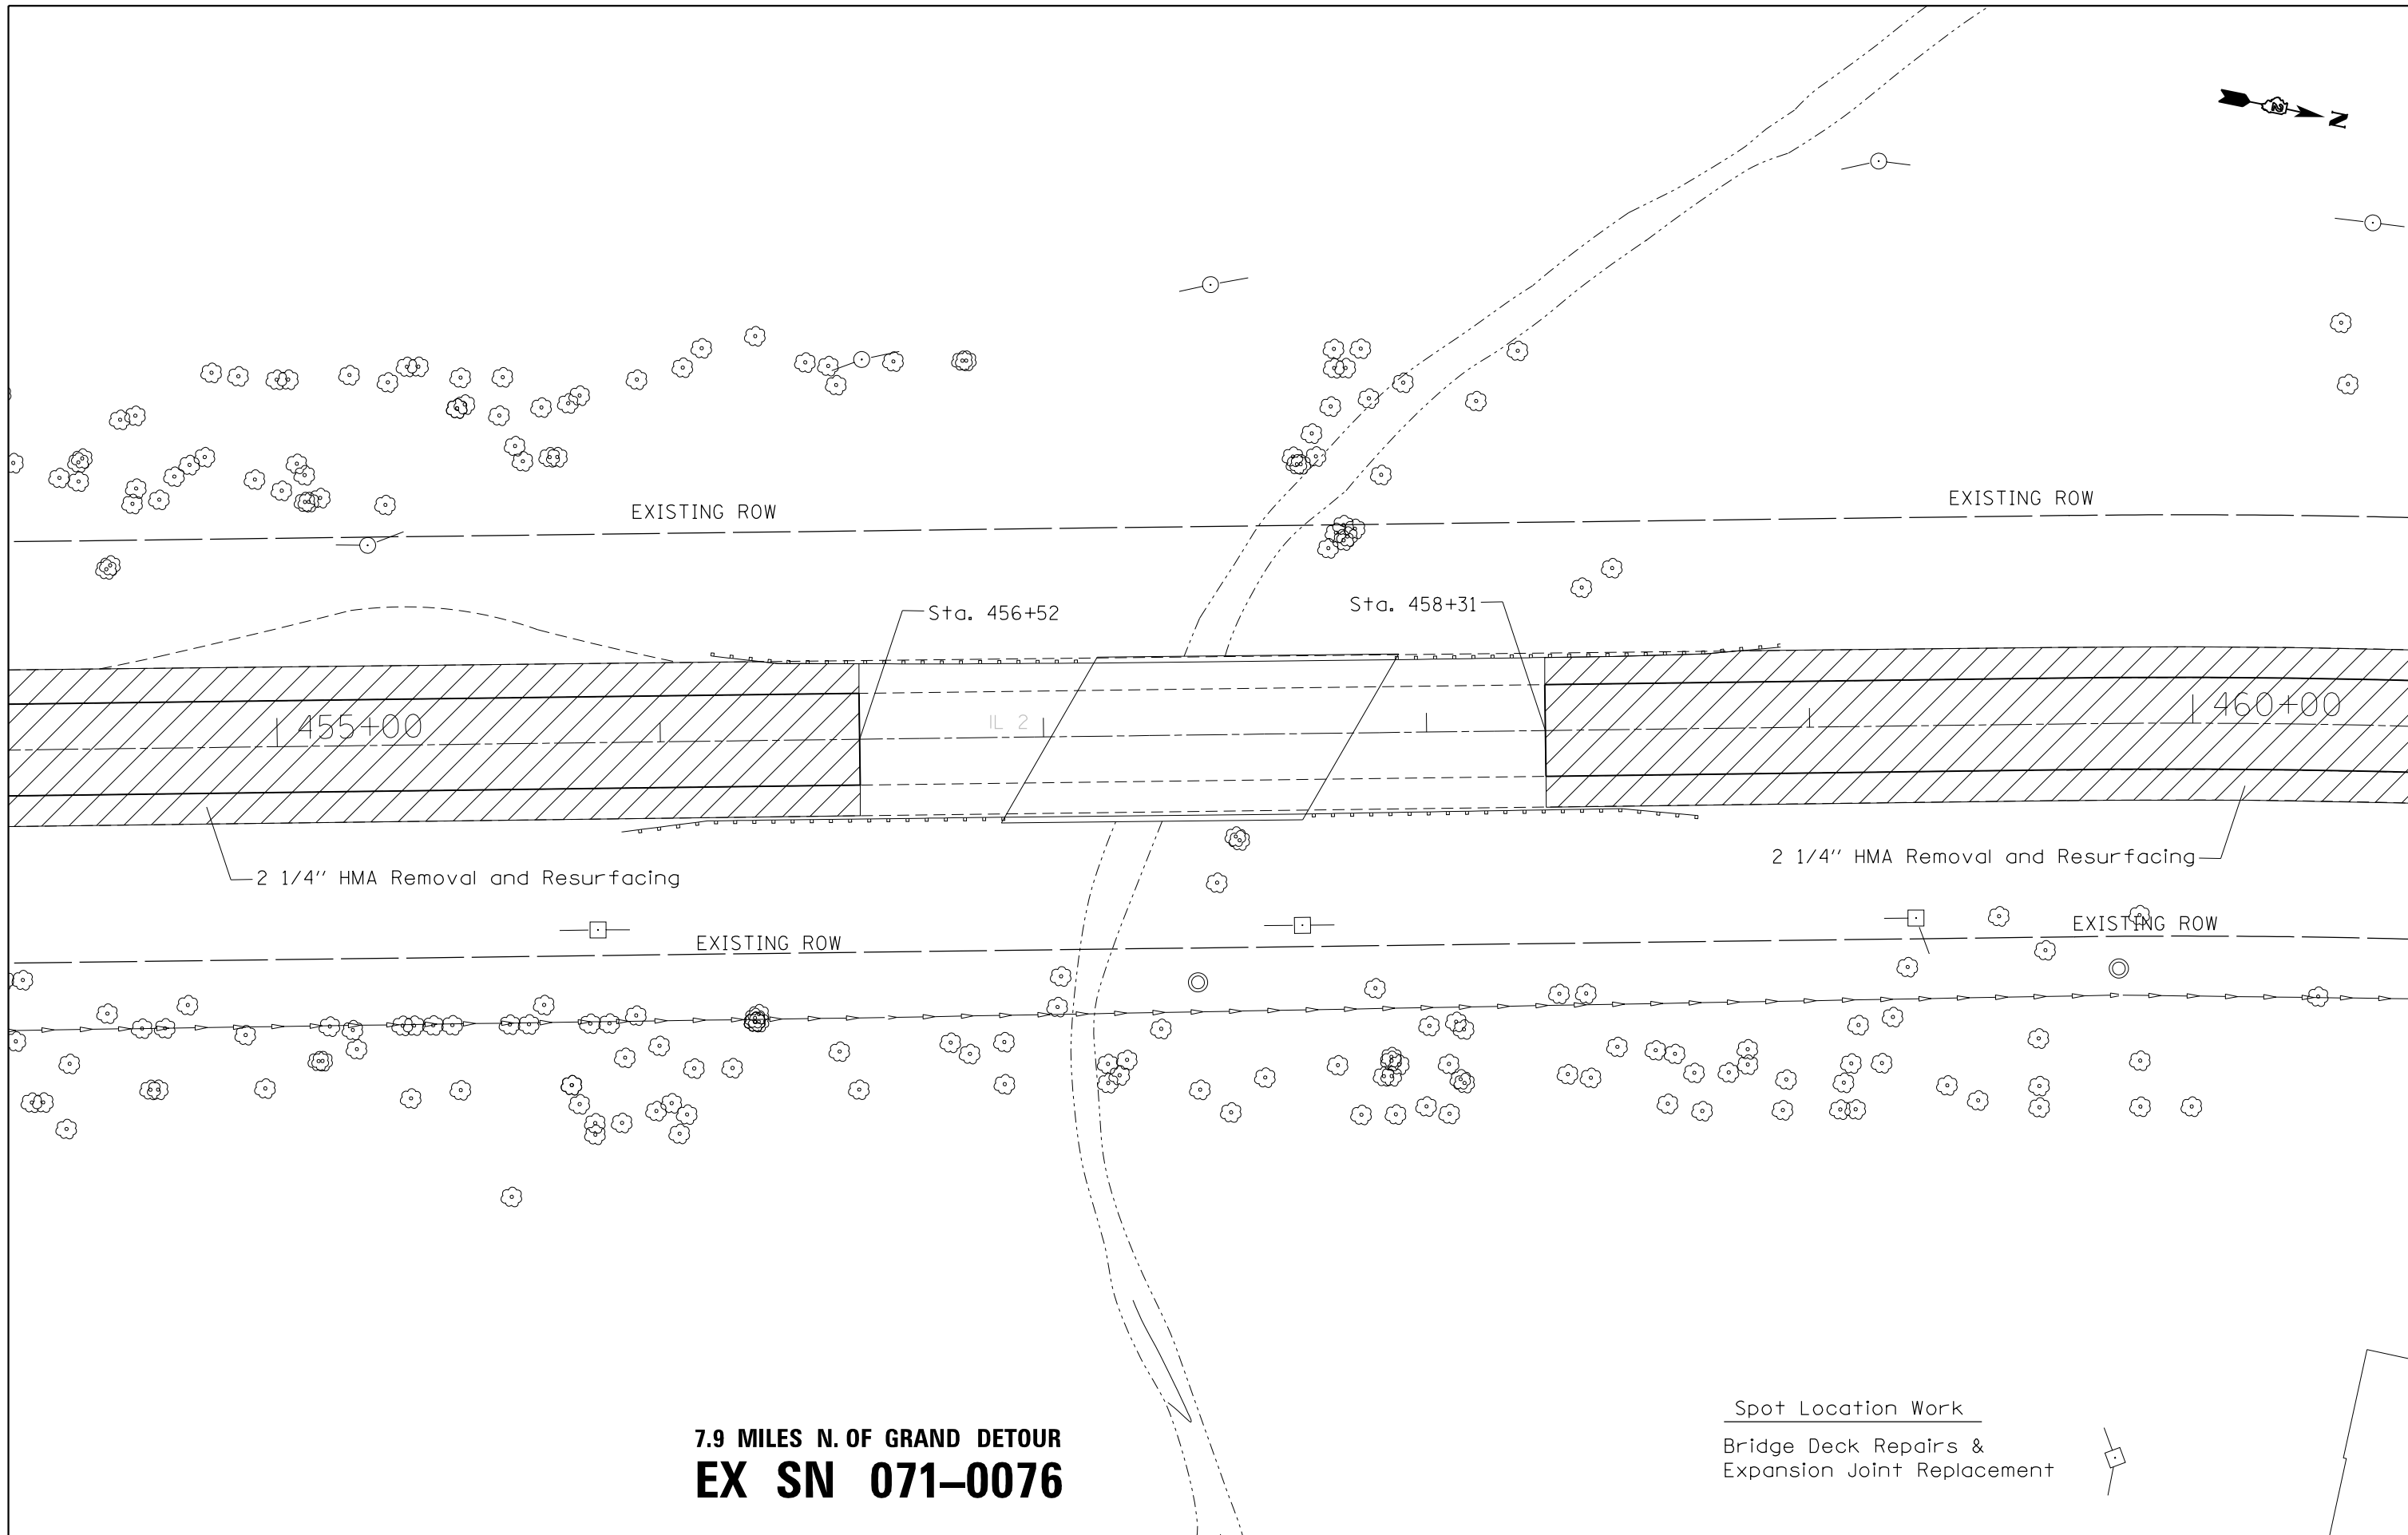 N
EXISTING ROW
EXISTING ROW
Sta. 456+52
Sta. 458+31
455+00
IL 2
460+00
2 1/4" HMA Removal and Resurfacing
2 1/4" HMA Removal and Resurfacing
EXISTING ROW
EXISTING ROW
Spot Location Work
Bridge Deck Repairs &
Expansion Joint Replacement
7.9 MILES N. OF GRAND DETOUR
EX SN 071–0076